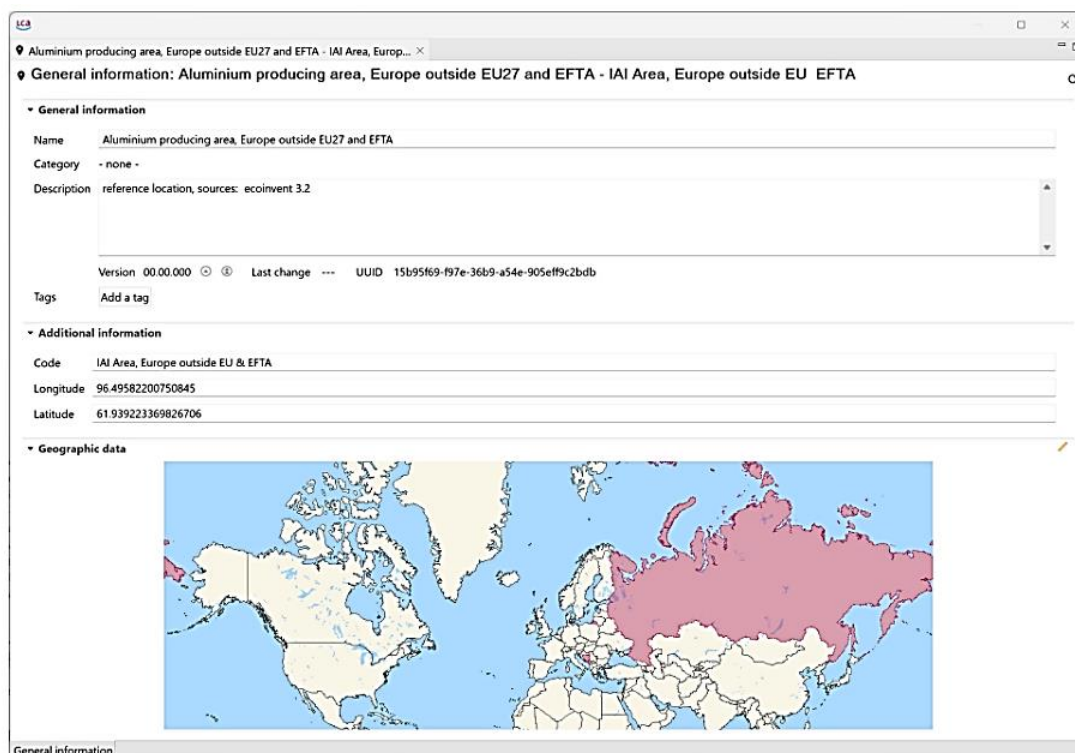 lca
Aluminium producing area, Europe outside EU27 and EFTA - IAI Area, Europ...
General information: Aluminium producing area, Europe outside EU27 and EFTA - IAI Area, Europe outside EU EFTA
General information
Name Aluminium producing area, Europe outside EU27 and EFTA
Category - none -
Description reference location, sources: ecoinvent 3.2
Version 00.00.000 Last change --- UUID 15b95f69-f97e-36b9-a54e-905eff9c2bdb
Tags Add a tag
Additional information
Code IAI Area, Europe outside EU & EFTA
Longitude 96.49582200750845
Latitude 61.939223369826706
Geographic data
General information